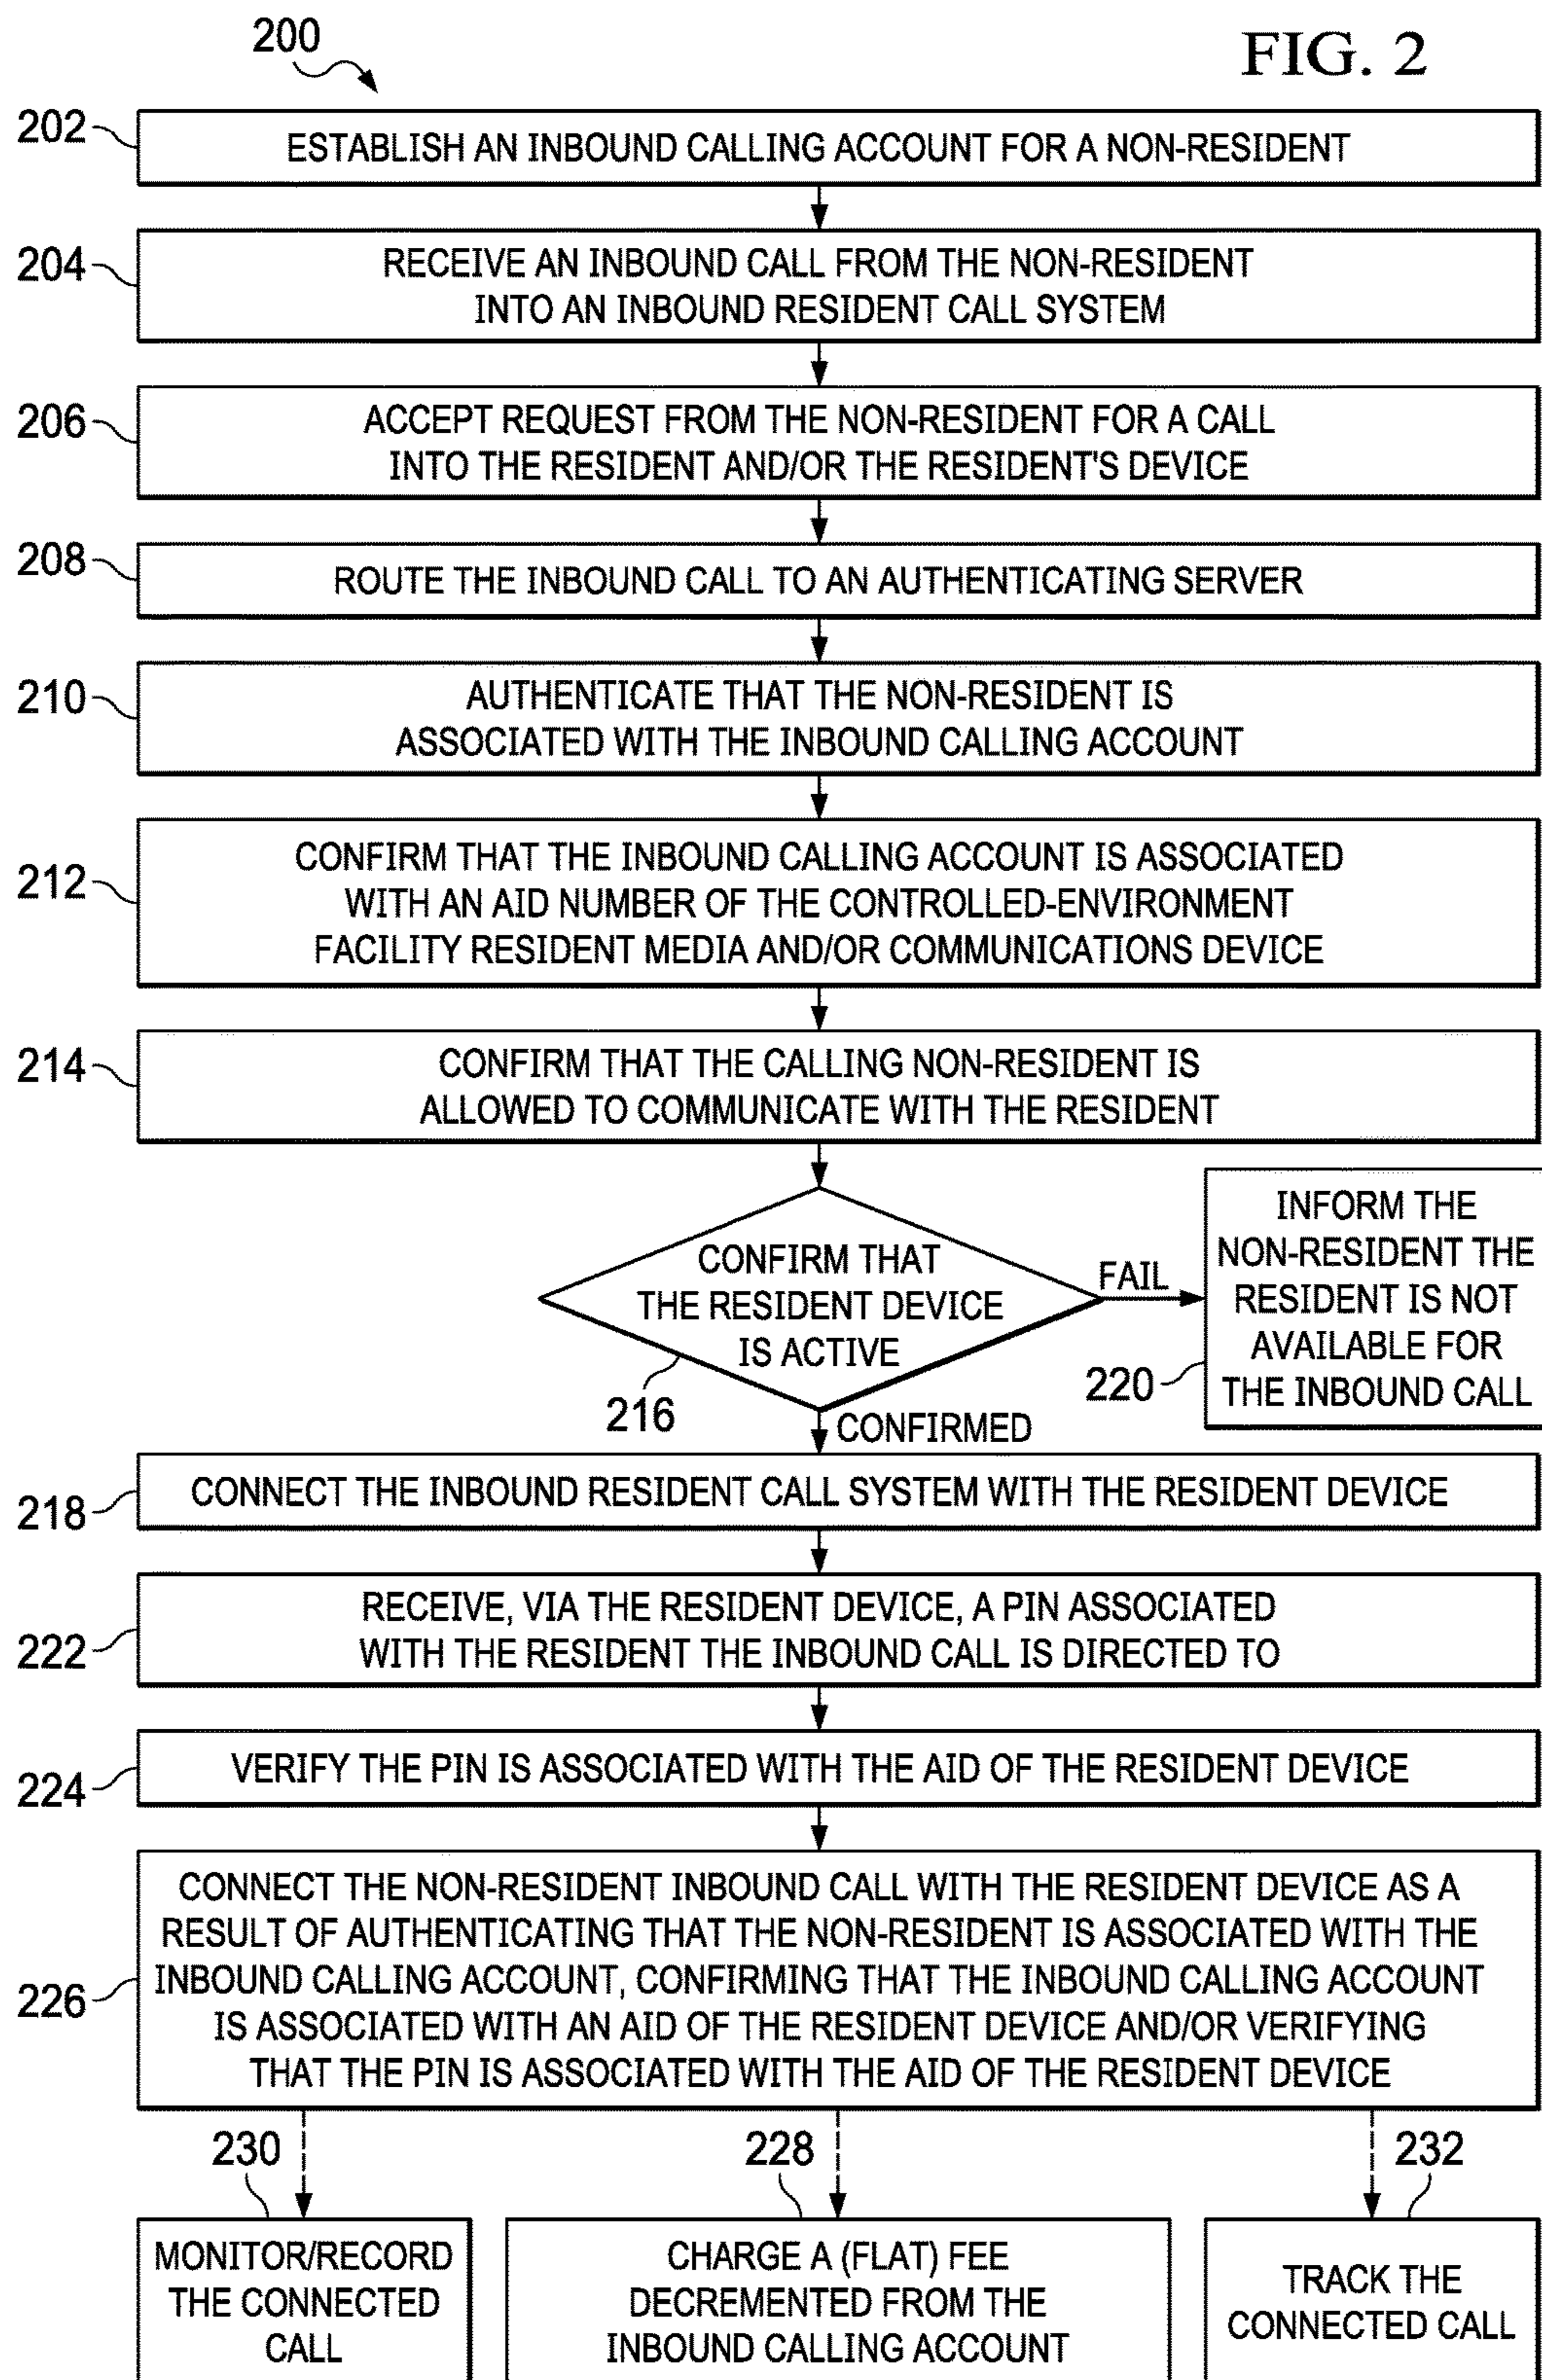 200
FIG. 2
202
ESTABLISH AN INBOUND CALLING ACCOUNT FOR A NON-RESIDENT
204
RECEIVE AN INBOUND CALL FROM THE NON-RESIDENT
INTO AN INBOUND RESIDENT CALL SYSTEM
206
ACCEPT REQUEST FROM THE NON-RESIDENT FOR A CALL
INTO THE RESIDENT AND/OR THE RESIDENT'S DEVICE
208
ROUTE THE INBOUND CALL TO AN AUTHENTICATING SERVER
210
AUTHENTICATE THAT THE NON-RESIDENT IS
ASSOCIATED WITH THE INBOUND CALLING ACCOUNT
212
CONFIRM THAT THE INBOUND CALLING ACCOUNT IS ASSOCIATED
WITH AN AID NUMBER OF THE CONTROLLED-ENVIRONMENT
FACILITY RESIDENT MEDIA AND/OR COMMUNICATIONS DEVICE
214
CONFIRM THAT THE CALLING NON-RESIDENT IS
ALLOWED TO COMMUNICATE WITH THE RESIDENT
CONFIRM THAT
THE RESIDENT DEVICE
IS ACTIVE
216
FAIL
INFORM THE
NON-RESIDENT THE
RESIDENT IS NOT
AVAILABLE FOR
THE INBOUND CALL
220
CONFIRMED
218
CONNECT THE INBOUND RESIDENT CALL SYSTEM WITH THE RESIDENT DEVICE
222
RECEIVE, VIA THE RESIDENT DEVICE, A PIN ASSOCIATED
WITH THE RESIDENT THE INBOUND CALL IS DIRECTED TO
224
VERIFY THE PIN IS ASSOCIATED WITH THE AID OF THE RESIDENT DEVICE
226
CONNECT THE NON-RESIDENT INBOUND CALL WITH THE RESIDENT DEVICE AS A
RESULT OF AUTHENTICATING THAT THE NON-RESIDENT IS ASSOCIATED WITH THE
INBOUND CALLING ACCOUNT, CONFIRMING THAT THE INBOUND CALLING ACCOUNT
IS ASSOCIATED WITH AN AID OF THE RESIDENT DEVICE AND/OR VERIFYING
THAT THE PIN IS ASSOCIATED WITH THE AID OF THE RESIDENT DEVICE
230
MONITOR/RECORD
THE CONNECTED
CALL
228
CHARGE A (FLAT) FEE
DECREMENTED FROM THE
INBOUND CALLING ACCOUNT
232
TRACK THE
CONNECTED CALL